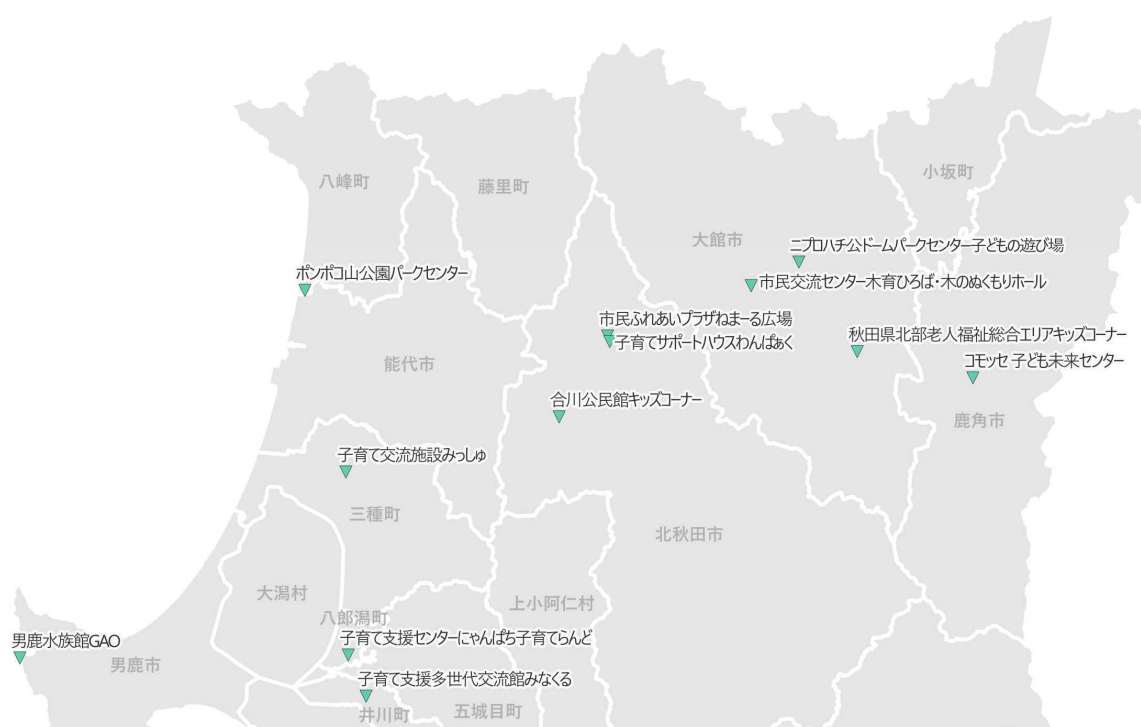 小坂町
八峰町
藤里町
大館市
ニプロハチ公ドームパークセンター子どもの遊び場
ポンポコ山公園パークセンター
市民交流センター木育ひろば・木のぬくもりホール
市民ふれあいプラザねまーる広場
秋田県北部老人福祉総合エリアキッズコーナー
子育てサポートハウスわんぱぁく
コモッセ 子ども未来センター
能代市
合川公民館キッズコーナー
鹿角市
子育て交流施設みっしゅ
三種町
北秋田市
大潟村
上小阿仁村
八郎潟町
子育て支援センターにゃんぱち子育てらんど
男鹿水族館GAO
男鹿市
子育て支援多世代交流館みなくる
井川町
五城目町